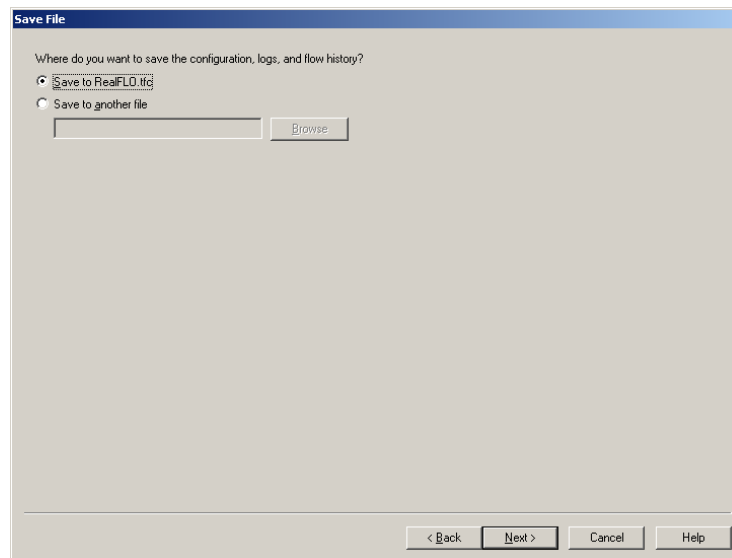 Save File
Where do you want to save the configuration, logs, and flow history?
Save to RealFLO.tfc
Save to another file
Browse
< Back Next > Cancel Help